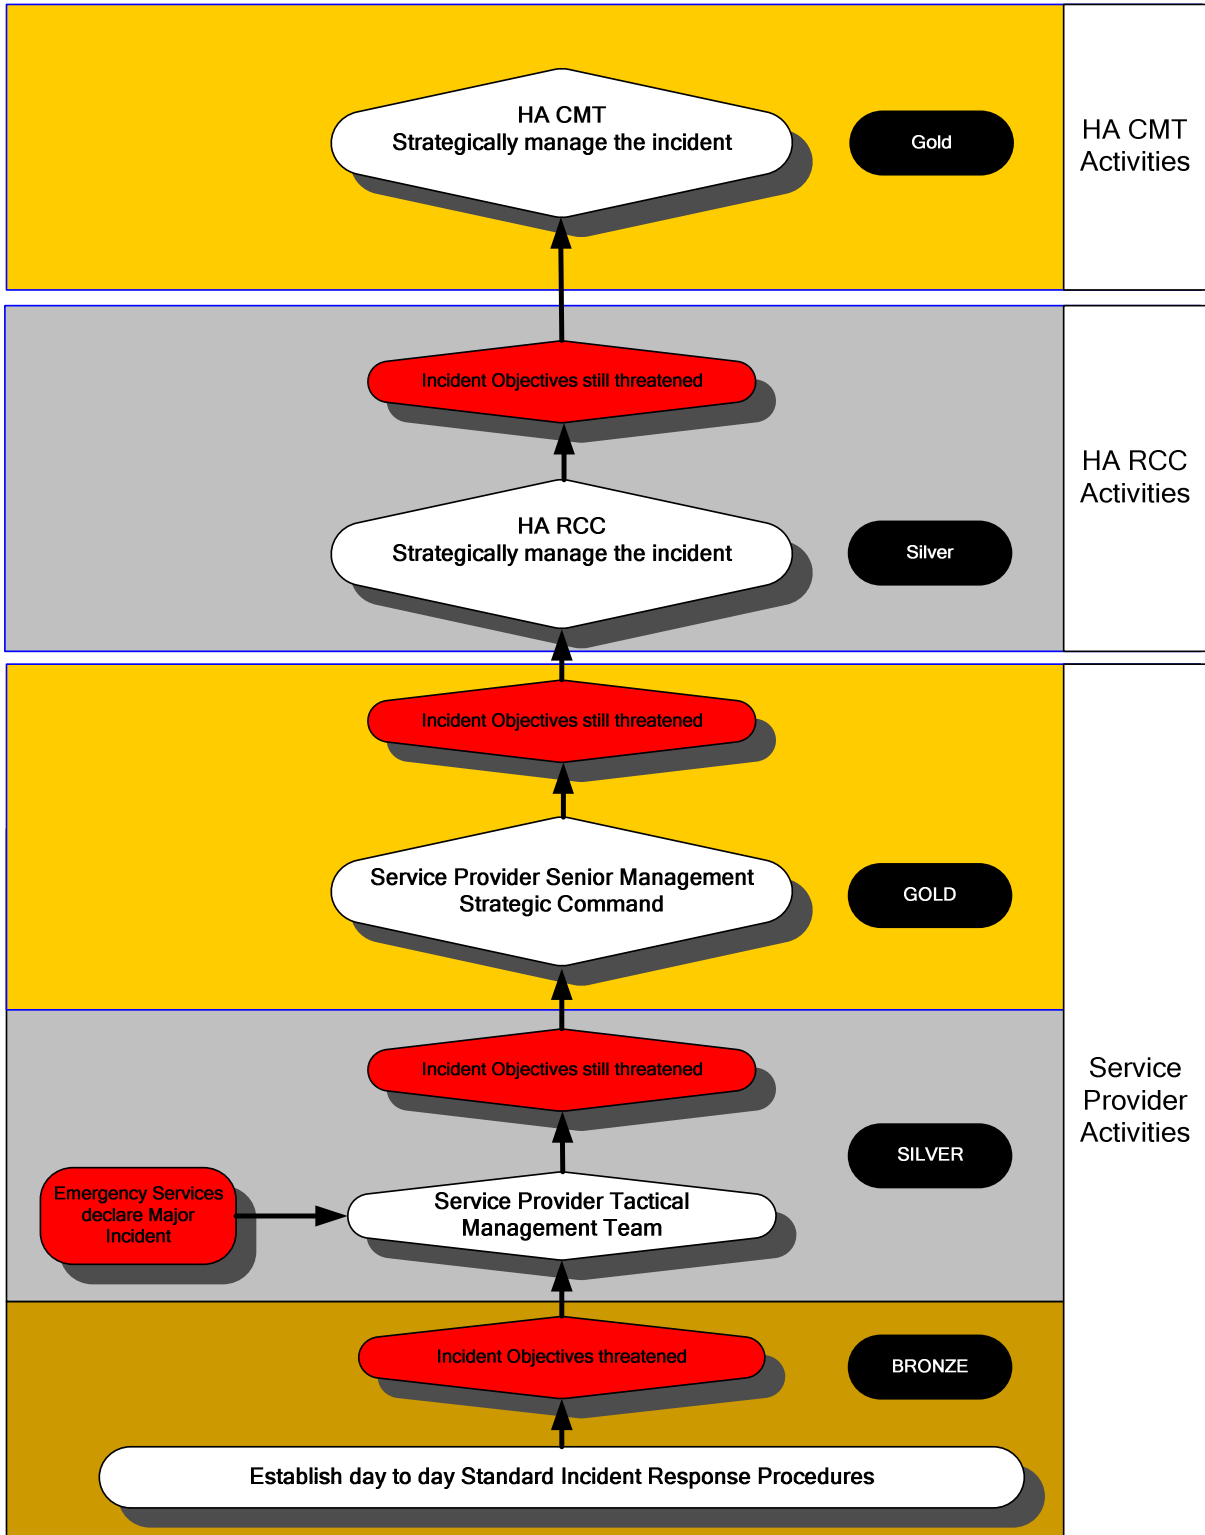 HA CMT
Strategically manage the incident
Gold
HA CMT
Activities
Incident Objectives still threatened
HA RCC
Strategically manage the incident
Silver
HA RCC
Activities
Incident Objectives still threatened
Service Provider Senior Management
Strategic Command
GOLD
Incident Objectives still threatened
SILVER
Service
Provider
Activities
Emergency Services
declare Major
Incident
Service Provider Tactical
Management Team
Incident Objectives threatened
BRONZE
Establish day to day Standard Incident Response Procedures